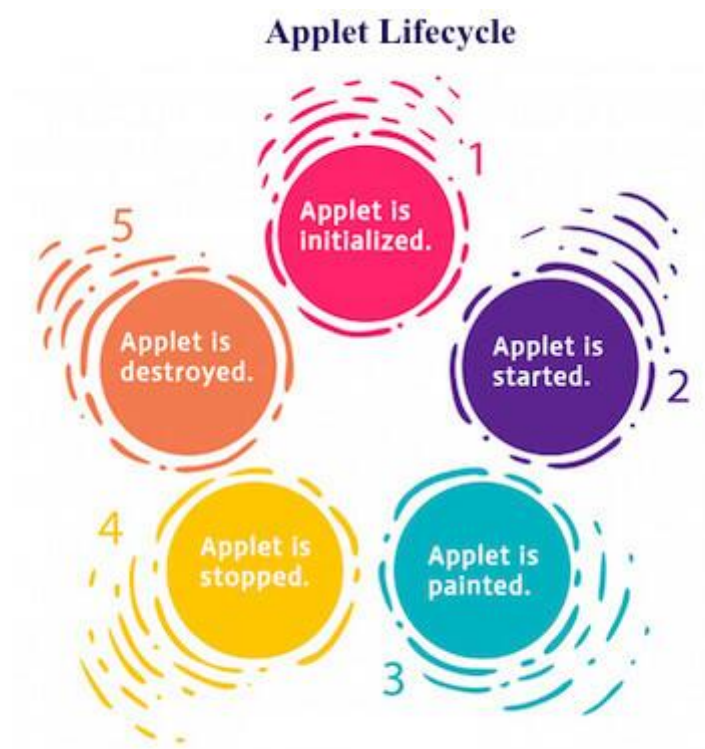 Applet Lifecycle
1
Applet is
initialized.
2
Applet is
started.
3
Applet is
painted.
4
Applet is
stopped.
5
Applet is
destroyed.